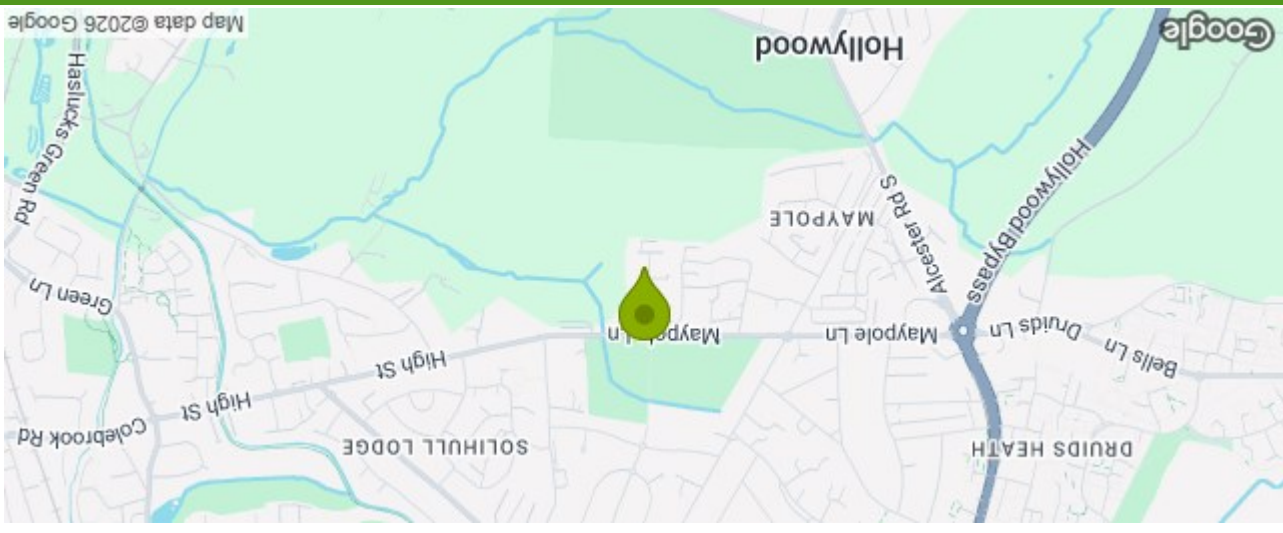 DRUIDS HEATH
SOLIHULL LODGE
Colebrook Rd
High St
High St
Bells Ln
Druids Ln
Maypole Ln
Maypole Ln
Green Ln
Hollywood Bypass
Alcester Rd S
MAYPOLE
Haslucks Green Rd
Hollywood
Google
Map data ©2026 Google